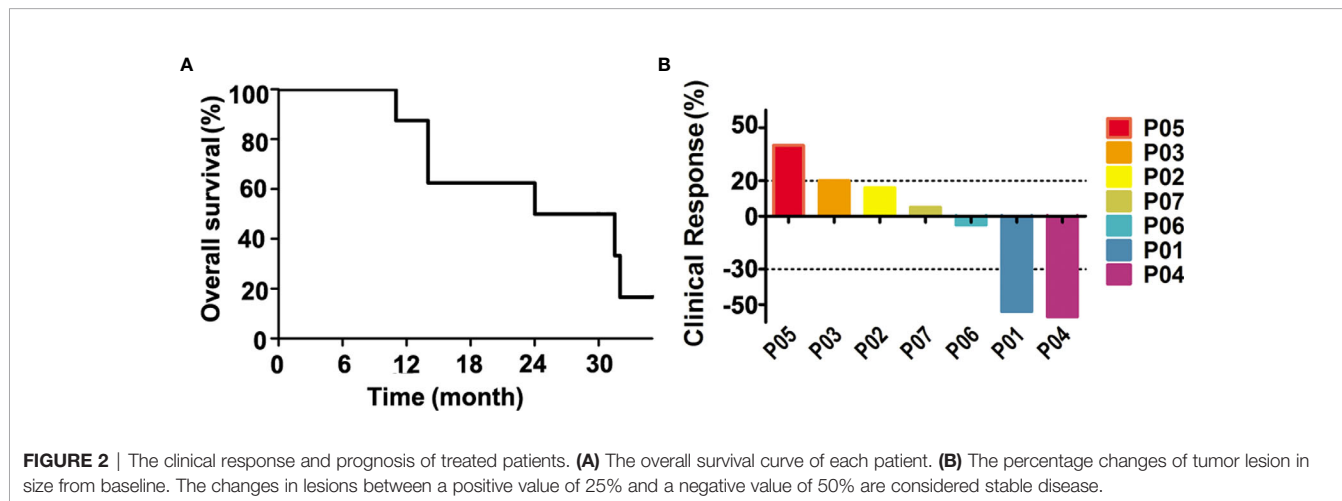 A
Overall survival (%)
100
80
60
40
20
0
0 6 12 18 24 30
Time (month)
B
Clinical Response (%)
50
20
0
-30
-50
P05 P03 P02 P07 P06 P01 P04
P05
P03
P02
P07
P06
P01
P04
FIGURE 2 | The clinical response and prognosis of treated patients. (A) The overall survival curve of each patient. (B) The percentage changes of tumor lesion in
size from baseline. The changes in lesions between a positive value of 25% and a negative value of 50% are considered stable disease.